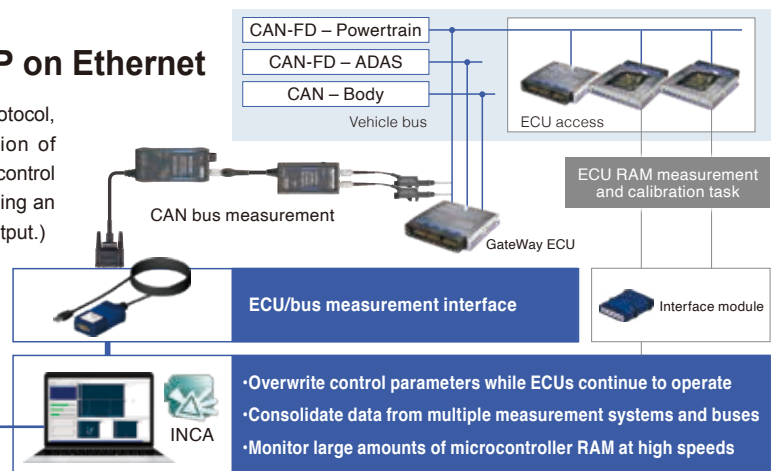 P on Ethernet
otocol,
ion of
control
ing an
tput.)
CAN-FD – Powertrain
CAN-FD – ADAS
CAN – Body
Vehicle bus
ECU access
CAN bus measurement
GateWay ECU
ECU RAM measurement
and calibration task
ECU/bus measurement interface
Interface module
INCA
･Overwrite control parameters while ECUs continue to operate
･Consolidate data from multiple measurement systems and buses
･Monitor large amounts of microcontroller RAM at high speeds